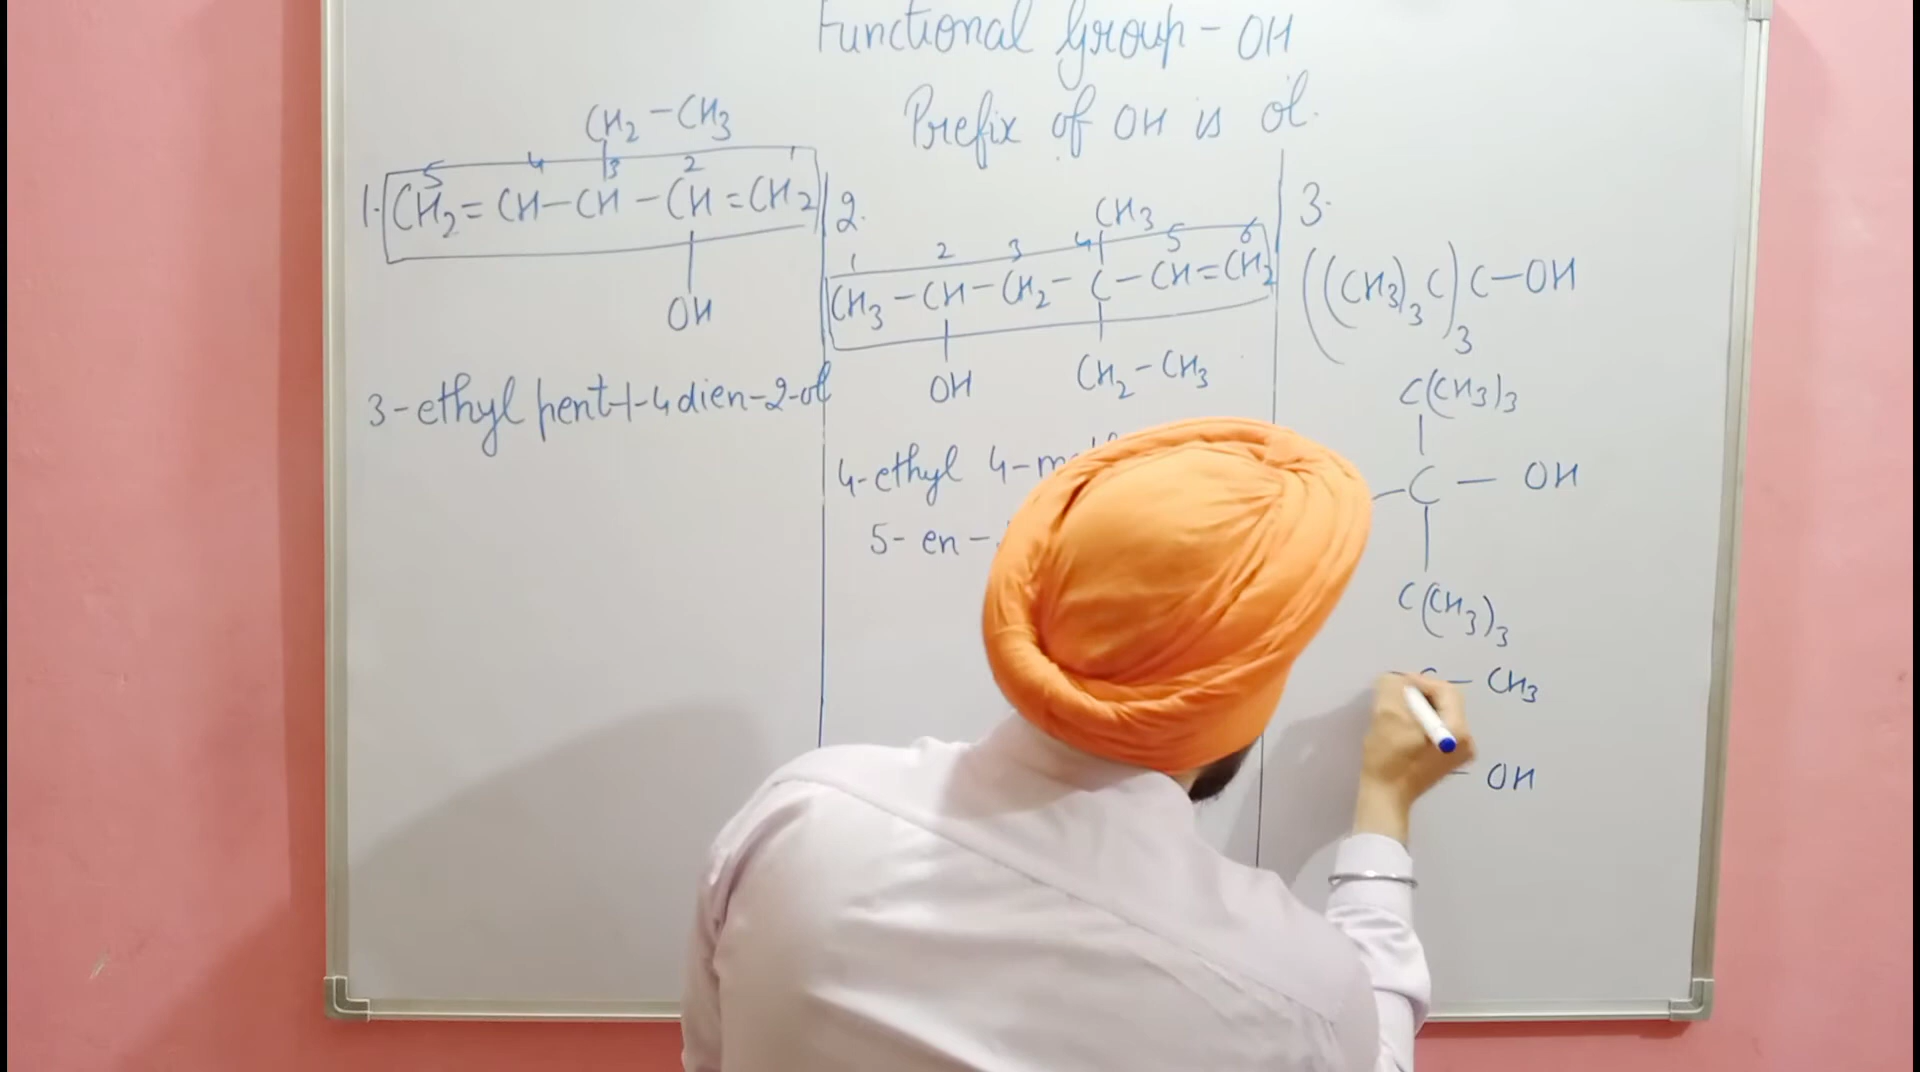 Functional Group - OH
Prefix of OH is ol.
CH2 - CH3
5 4 3 2 1
1. CH2 = CH - CH - CH = CH2
OH
3-ethyl pent-1-4dien-2-ol
2.
CH3
1 2 3 4 5 6
CH3 - CH - CH2 - C - CH = CH2
OH CH2 - CH3
4-ethyl 4-
5- en -
3.
((CH3)3 C)3 C - OH
C(CH3)3
- C - OH
C(CH3)3
- CH3
- OH